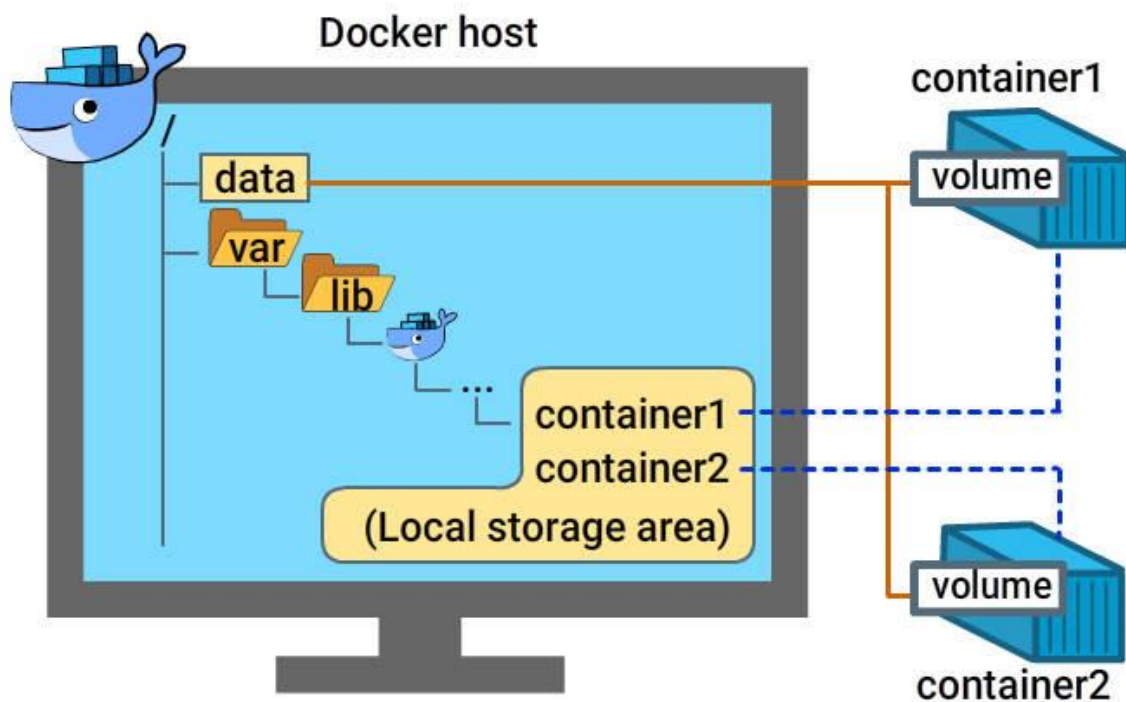 Docker host
container1
/
data
volume
var
lib
...
container1
container2
(Local storage area)
volume
container2